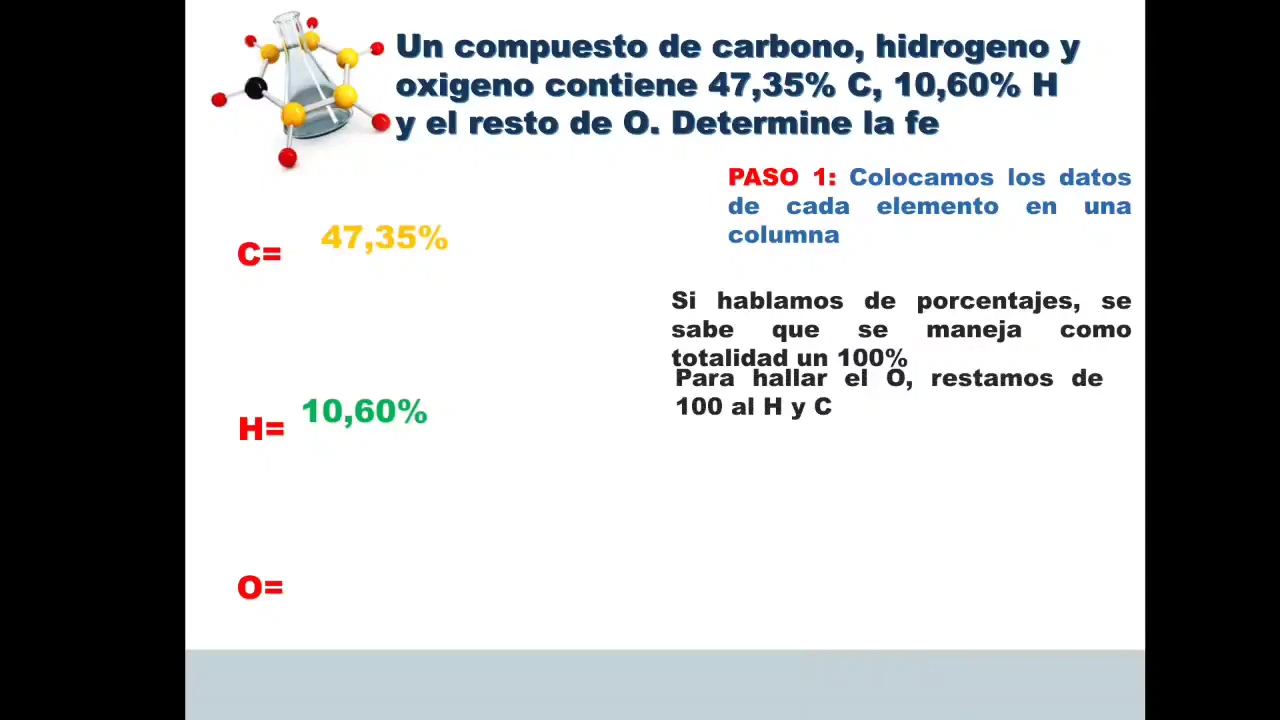 Un compuesto de carbono, hidrogeno y
oxigeno contiene 47,35% C, 10,60% H
y el resto de O. Determine la fe
PASO 1: Colocamos los datos
de cada elemento en una
columna
C=
47,35%
Si hablamos de porcentajes, se
sabe que se maneja como
totalidad un 100%
Para hallar el O, restamos de
100 al H y C
H=
10,60%
O=